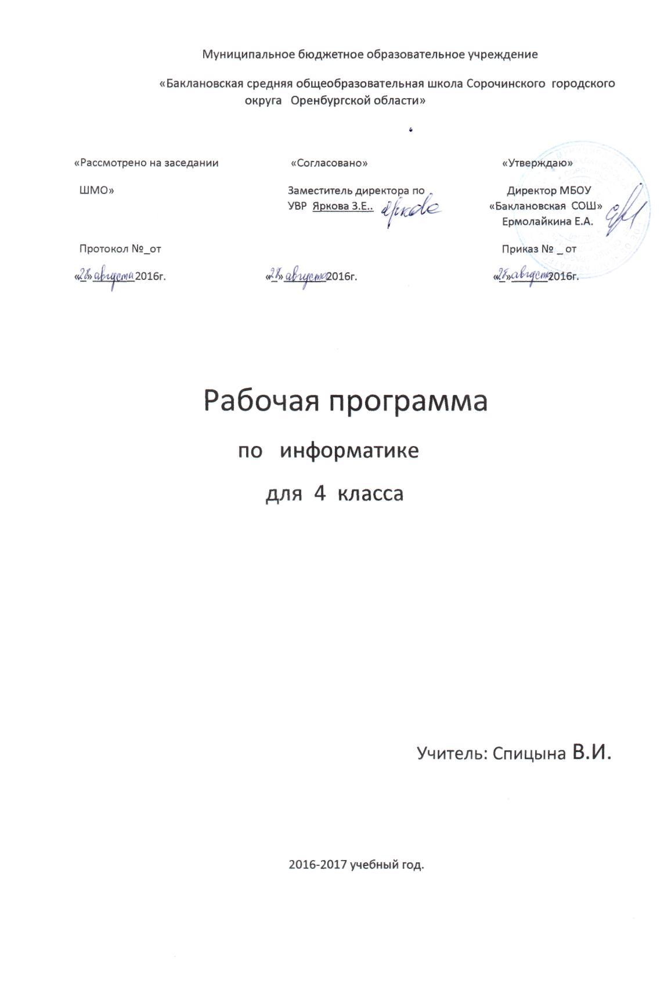 Муниципальное бюджетное образовательное учреждение
«Баклановская средняя общеобразовательная школа Сорочинского городского
округа Оренбургской области»
«Рассмотрено на заседании
ШМО»
Протокол №_от
«28» августа 2016г.
«Согласовано»
Заместитель директора по
УВР Яркова З.Е..
Яркова
«28» августа 2016г.
«Утверждаю»
Директор МБОУ
«Баклановская СОШ»
Ермолайкина Е.А.
Приказ № _ от
«28» августа 2016г.
Рабочая программа
по информатике
для 4 класса
Учитель: Спицына В.И.
2016-2017 учебный год.